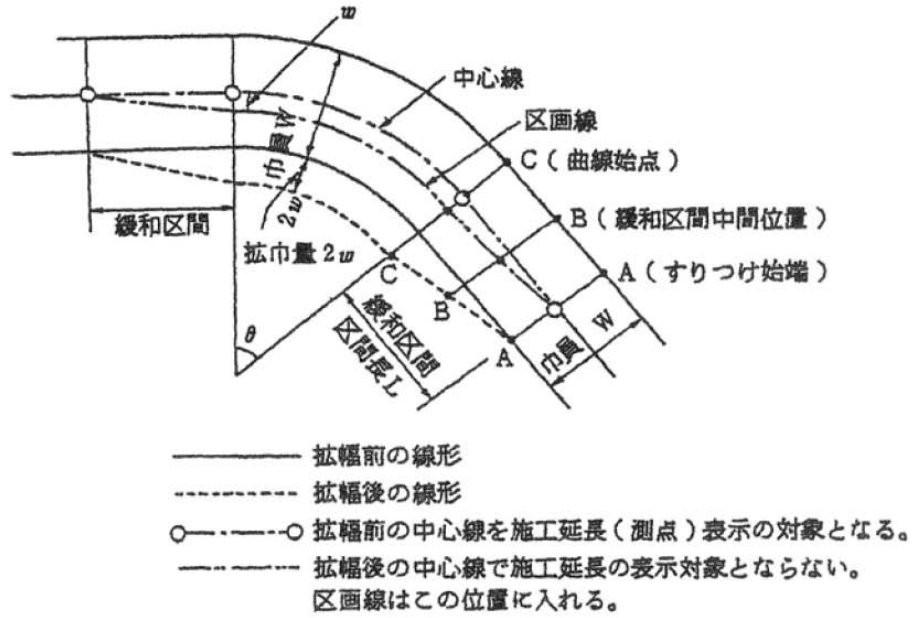 w
中心線
区画線
巾員W
C（曲線始点）
2w
B（緩和区間中間位置）
緩和区間
拡巾量2w
C
A（すりつけ始端）
B
緩和区間
区間長L
θ
A
巾員 W
拡幅前の線形
拡幅後の線形
拡幅前の中心線を施工延長（測点）表示の対象となる。
拡幅後の中心線で施工延長の表示対象とならない。
区画線はこの位置に入れる。